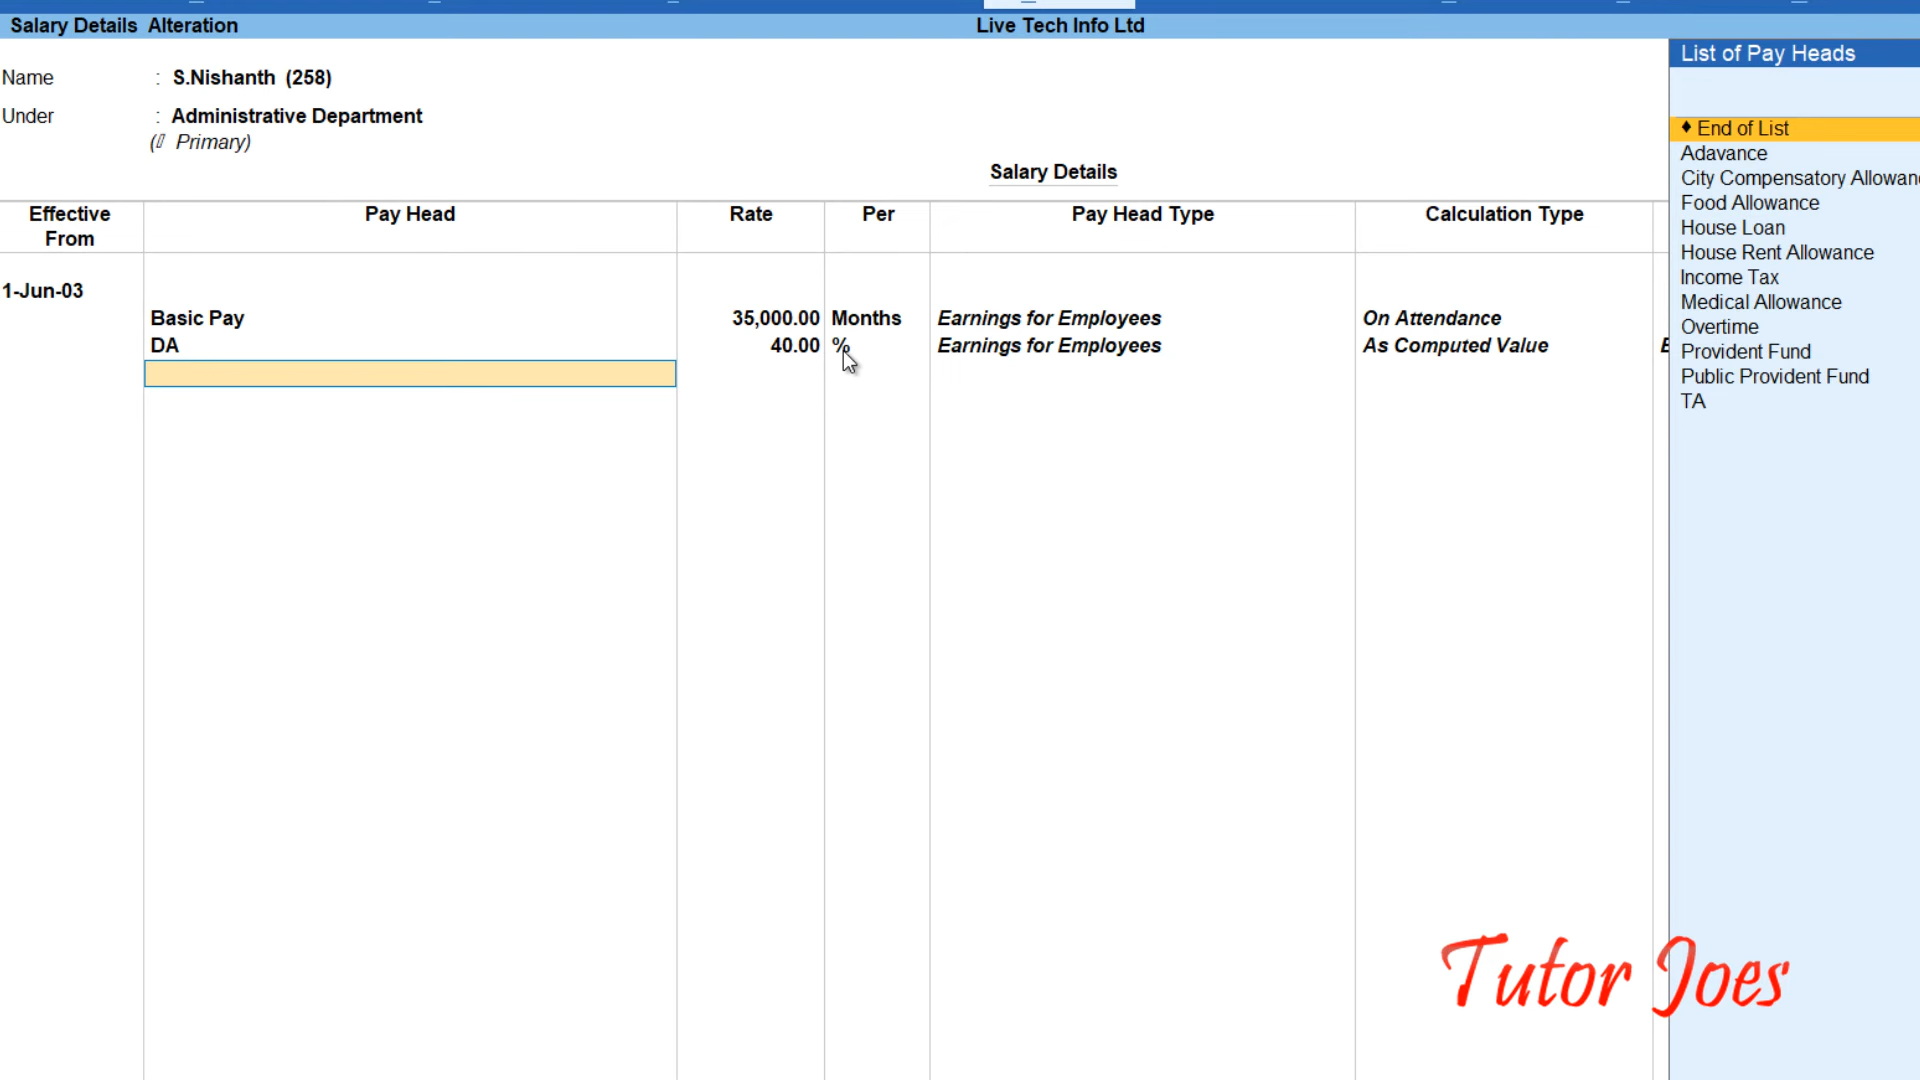 Salary Details Alteration
Live Tech Info Ltd
Name : S.Nishanth (258)
Under : Administrative Department
( Primary)
Salary Details
Effective From Pay Head Rate Per Pay Head Type Calculation Type
1-Jun-03
Basic Pay 35,000.00 Months Earnings for Employees On Attendance
DA 40.00 % Earnings for Employees As Computed Value
List of Pay Heads
♦ End of List
Adavance
City Compensatory Allowan
Food Allowance
House Loan
House Rent Allowance
Income Tax
Medical Allowance
Overtime
Provident Fund
Public Provident Fund
TA
Tutor Joes